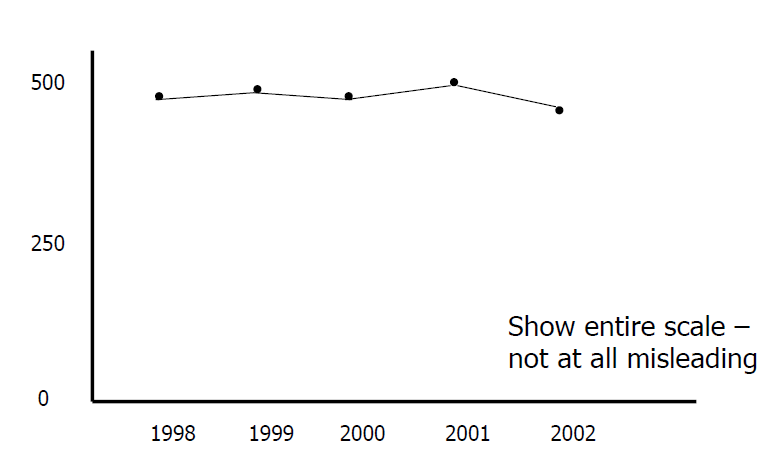 500
250
0
Show entire scale –
not at all misleading
1998 1999 2000 2001 2002